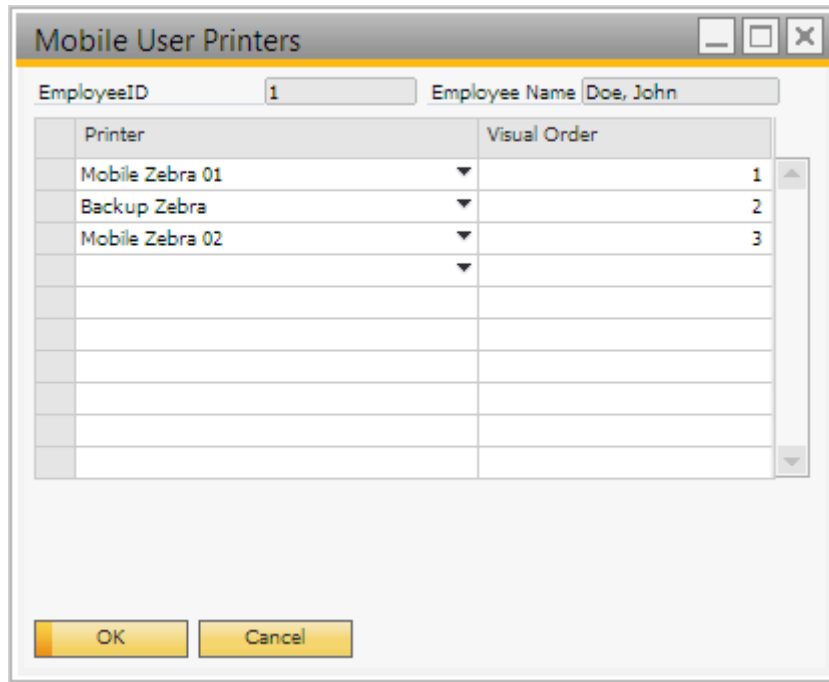 Mobile User Printers
EmployeeID 1 Employee Name Doe, John
Printer Visual Order
Mobile Zebra 01 1
Backup Zebra 2
Mobile Zebra 02 3
OK Cancel